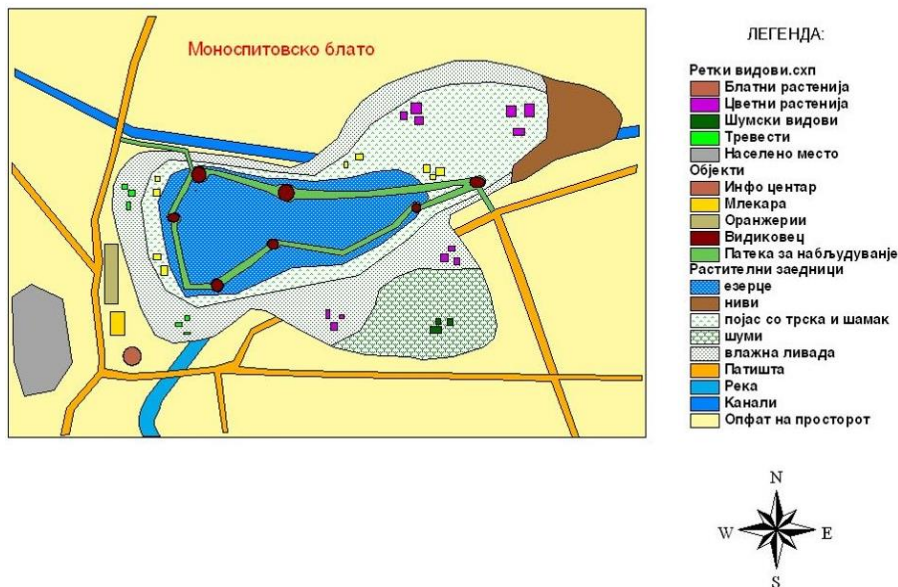 Моноспитовско блато
ЛЕГЕНДА:
Ретки видови.схп
Блатни растенија
Цветни растенија
Шумски видови
Тревести
Населено место
Објекти
Инфо центар
Млекара
Оранжерии
Видиковец
Патека за набљудување
Растителни заедници
езерце
ниви
појас со трска и шамак
шуми
влажна ливада
Патишта
Река
Канали
Опфат на просторот
N
W E
S